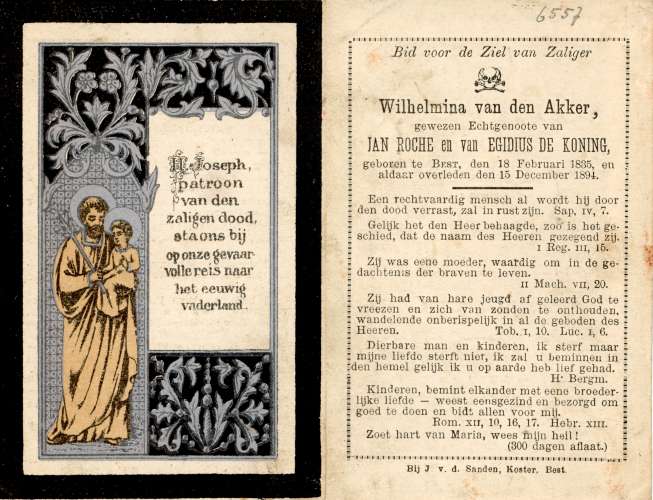 H. Joseph,
patroon
van den
zaligen dood,
sta ons bij
op onze gevaar-
volle reis naar
het eeuwig
vaderland.
6557
Bid voor de Ziel van Zaliger
Wilhelmina van den Akker,
gewezen Echtgenoote van
JAN ROCHE en van EGIDIUS DE KONING,
geboren te BEST, den 18 Februari 1835, en
aldaar overleden den 15 December 1894.
Een rechtvaardig mensch al wordt hij door
den dood verrast, zal in rust zijn. Sap, IV, 7.
Gelijk het den Heer behaagde, zoo is het ge-
schied, dat de naam des Heeren gezegend zij.
I Reg. III, 15.
Zij was eene moeder, waardig om in de ge-
dachtenis der braven te leven.
II Mach. VII, 20.
Zij had van hare jeugd af geleerd God te
vreezen en zich van zonden te onthouden,
wandelende onberispelijk in al de geboden des
Heeren. Tob. I, 10. Luc. I, 6.
Dierbare man en kinderen, ik sterf maar
mijne liefde sterft niet, ik zal u beminnen in
den hemel gelijk ik u op aarde heb lief gehad.
Hr Bergm.
Kinderen, bemint elkander met eene broeder-
lijke liefde — weest eensgezind en bezorgd om
goed te doen en bidt allen voor mij.
Rom. XII, 10, 16, 17. Hebr. XIII.
Zoet hart van Maria, wees mijn heil!
(300 dagen aflaat.)
Bij J. v. d. Sanden, Koster. Best.